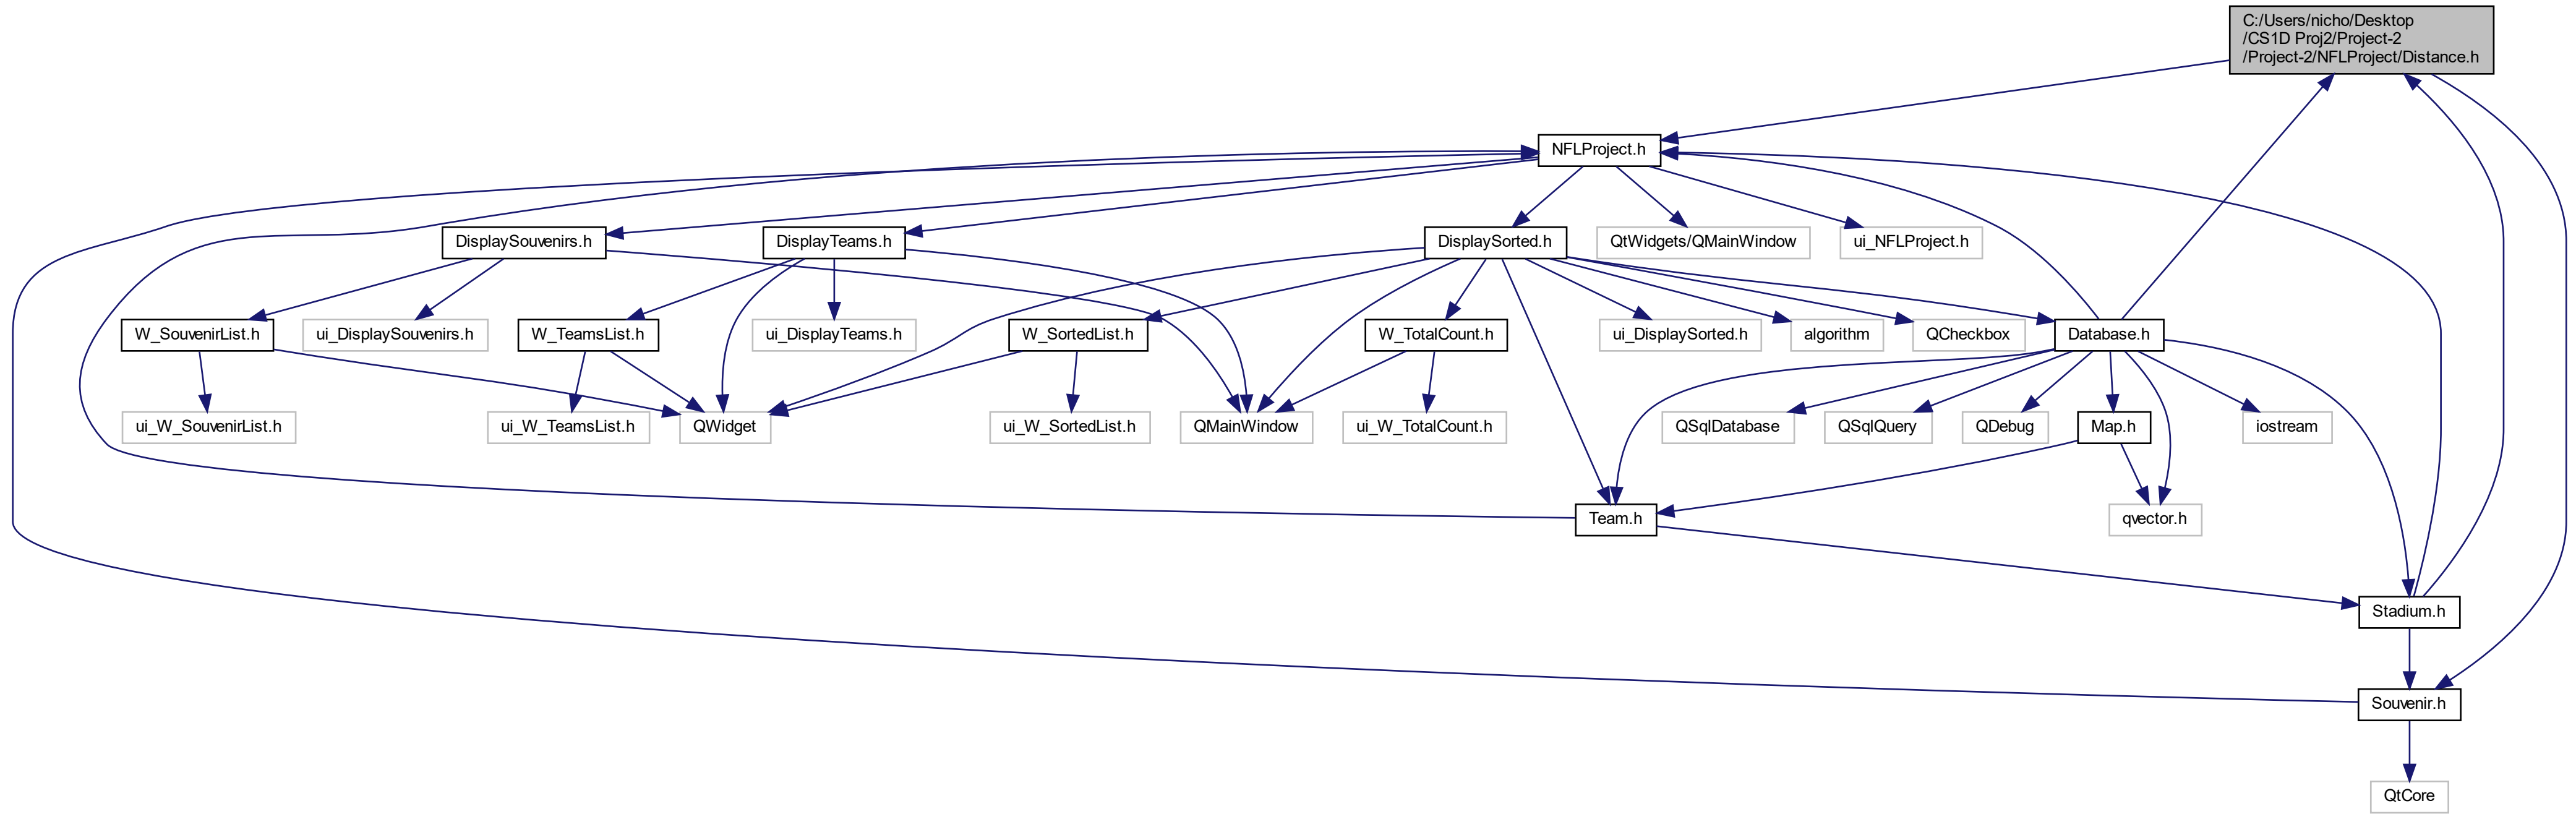 C:/Users/nicho/Desktop
/CS1D Proj2/Project-2
/Project-2/NFLProject/Distance.h
NFLProject.h
DisplaySouvenirs.h
DisplayTeams.h
DisplaySorted.h
QtWidgets/QMainWindow
ui_NFLProject.h
W_SouvenirList.h
ui_DisplaySouvenirs.h
W_TeamsList.h
ui_DisplayTeams.h
W_SortedList.h
W_TotalCount.h
ui_DisplaySorted.h
algorithm
QCheckbox
Database.h
ui_W_SouvenirList.h
ui_W_TeamsList.h
QWidget
ui_W_SortedList.h
QMainWindow
ui_W_TotalCount.h
QSqlDatabase
QSqlQuery
QDebug
Map.h
iostream
Team.h
qvector.h
Stadium.h
Souvenir.h
QtCore